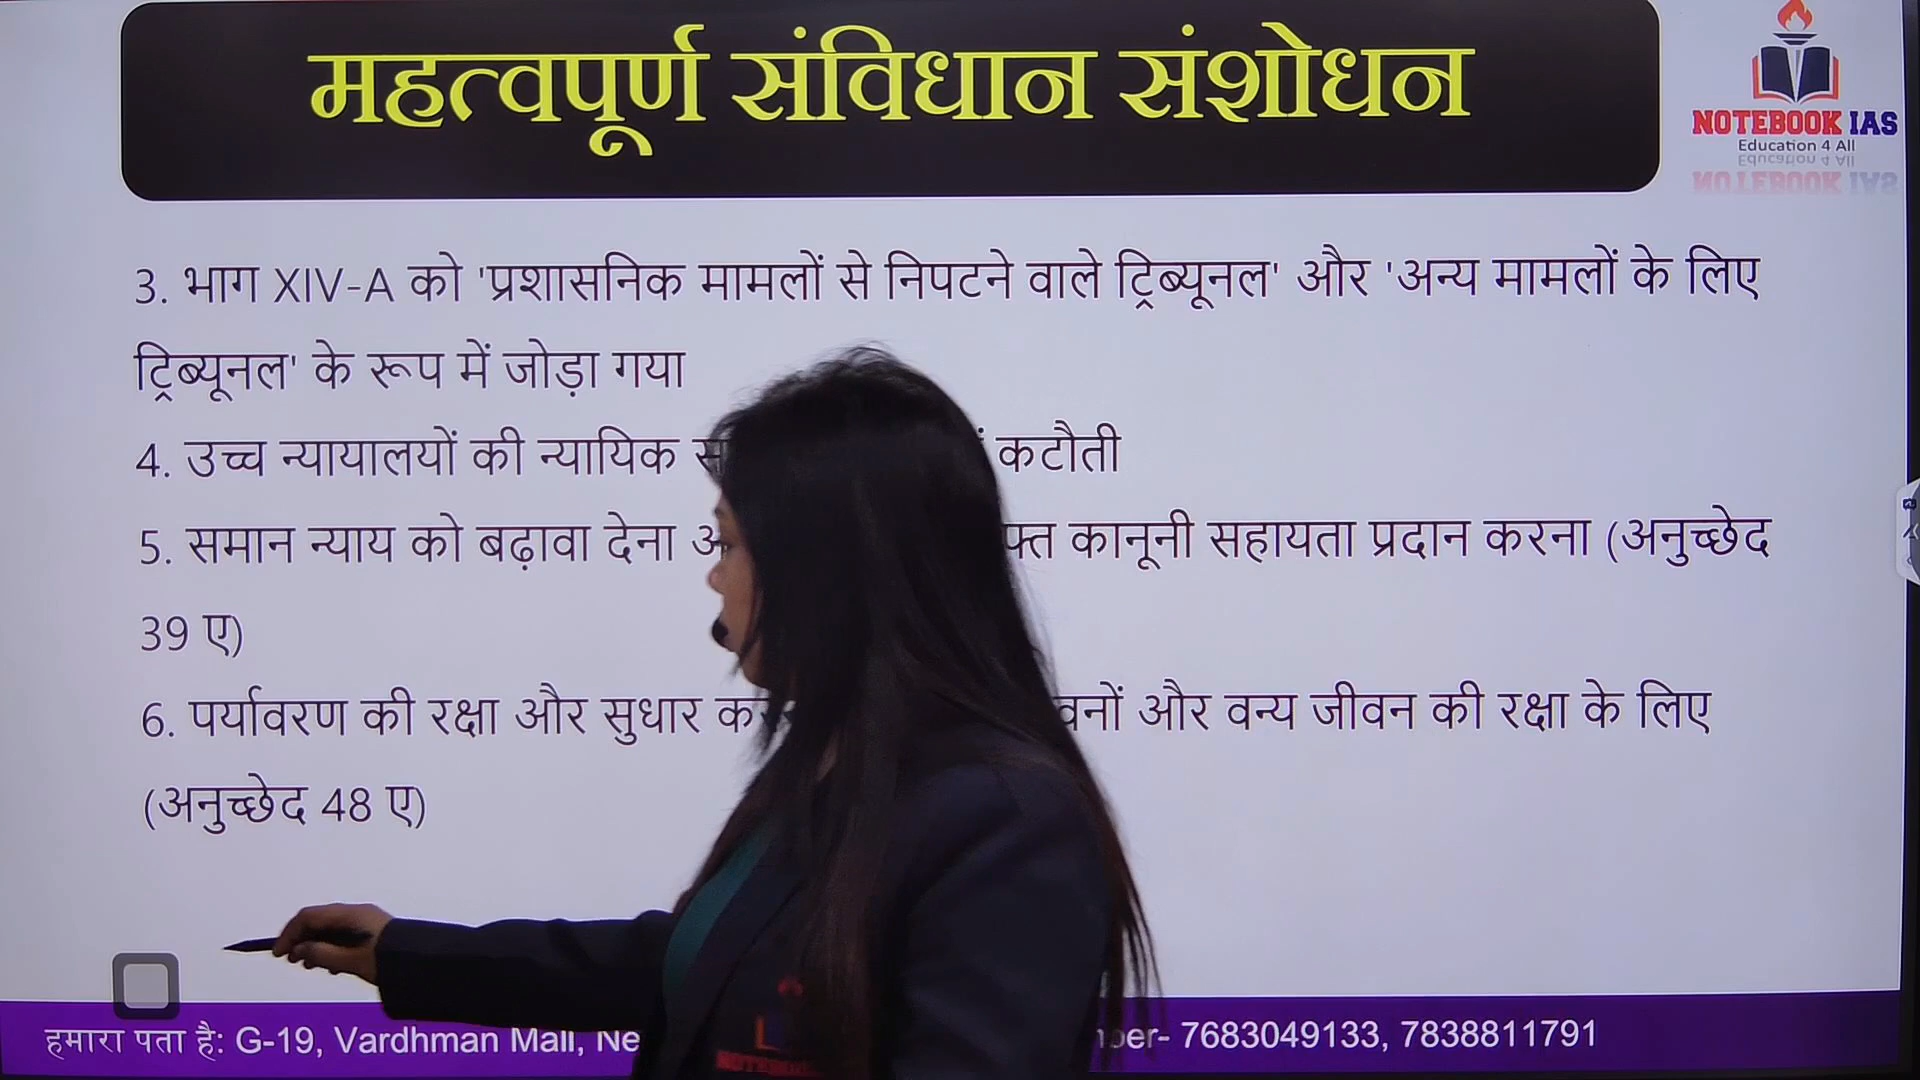 महत्वपूर्ण संविधान संशोधन
NOTEBOOK IAS
Education 4 All
3. भाग XIV-A को 'प्रशासनिक मामलों से निपटने वाले ट्रिब्यूनल' और 'अन्य मामलों के लिए
ट्रिब्यूनल' के रूप में जोड़ा गया
4. उच्च न्यायालयों की न्यायिक कटौती
5. समान न्याय को बढ़ावा देना कानूनी सहायता प्रदान करना (अनुच्छेद
39 ए)
6. पर्यावरण की रक्षा और सुधार वनों और वन्य जीवन की रक्षा के लिए
(अनुच्छेद 48 ए)
हमारा पता है: G-19, Vardhman Mall, 7683049133, 7838811791